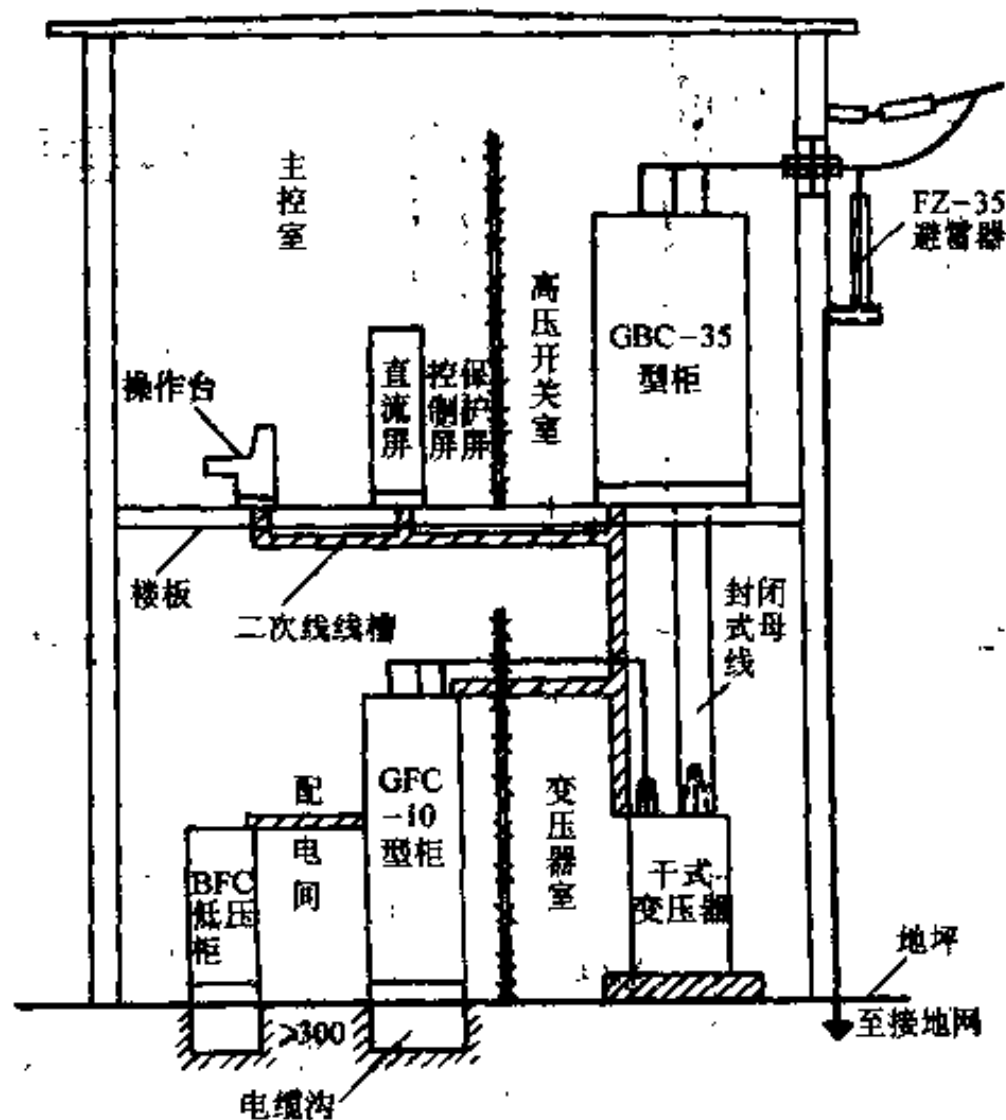 主控室
FZ-35
避雷器
高压开关室
GBC-35
型柜
操作台
直流屏
控制屏
保护屏
楼板
二次线线槽
封闭
式母
线
配电间
GFC
-10
型柜
变压器室
BFC
低压
柜
干式
变压器
地坪
≥300
至接地网
电缆沟